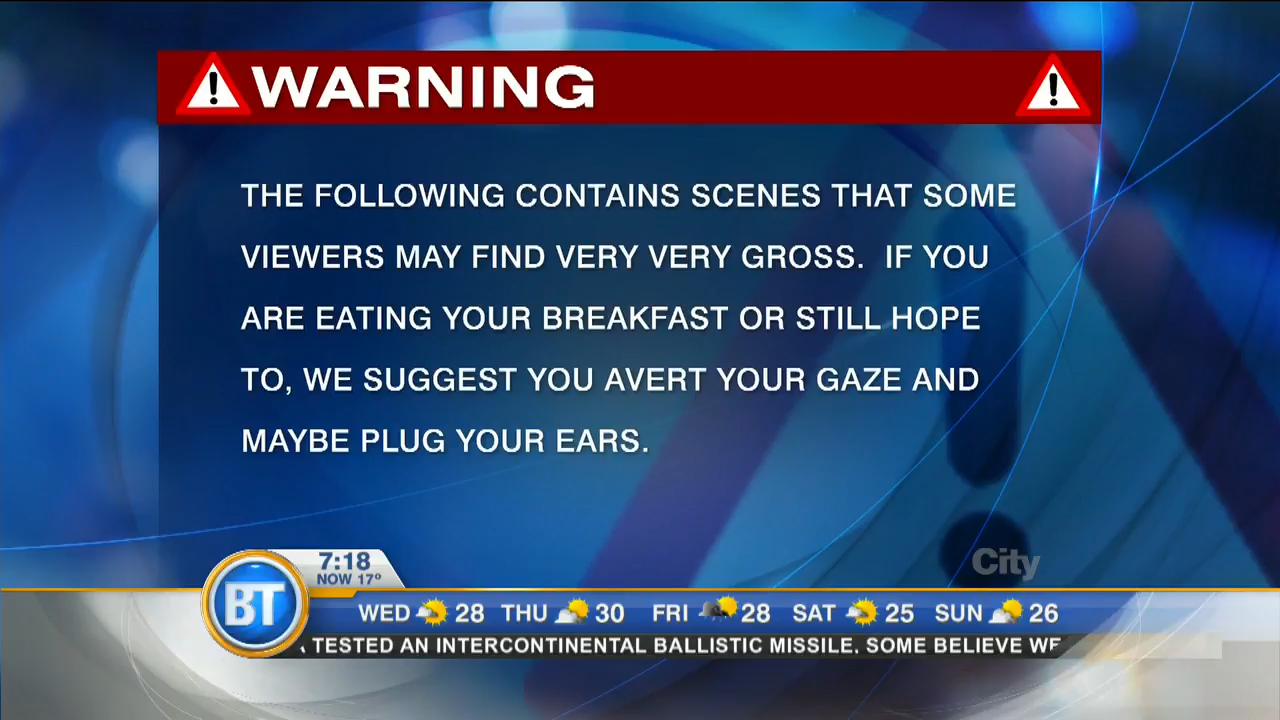 WARNING
THE FOLLOWING CONTAINS SCENES THAT SOME
VIEWERS MAY FIND VERY VERY GROSS. IF YOU
ARE EATING YOUR BREAKFAST OR STILL HOPE
TO, WE SUGGEST YOU AVERT YOUR GAZE AND
MAYBE PLUG YOUR EARS.
City
7:18
NOW 17º
BT
WED 28 THU 30 FRI 28 SAT 25 SUN 26
TESTED AN INTERCONTINENTAL BALLISTIC MISSILE. SOME BELIEVE WE